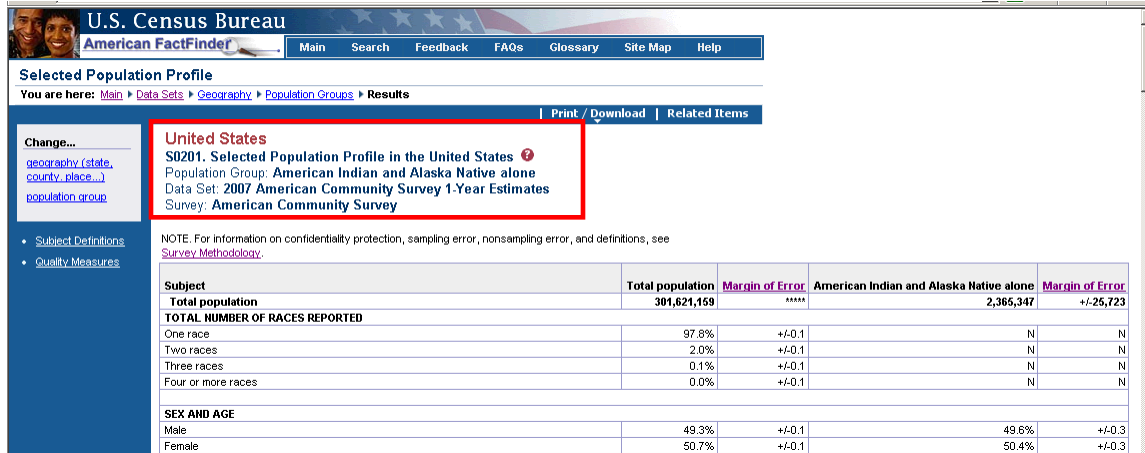 U.S. Census Bureau
American FactFinder
Main Search Feedback FAQs Glossary Site Map Help
Selected Population Profile
You are here: Main Data Sets Geography Population Groups Results
| Print / Download | Related Items
Change...
geography (state,
county, place...)
population group
Subject Definitions
Quality Measures
United States
S0201. Selected Population Profile in the United States ?
Population Group: American Indian and Alaska Native alone
Data Set: 2007 American Community Survey 1-Year Estimates
Survey: American Community Survey
NOTE. For information on confidentiality protection, sampling error, nonsampling error, and definitions, see
Survey Methodology.
Subject Total population Margin of Error American Indian and Alaska Native alone Margin of Error
Total population 301,621,159 ***** 2,365,347 +/-25,723
TOTAL NUMBER OF RACES REPORTED
One race 97.8% +/-0.1 N N
Two races 2.0% +/-0.1 N N
Three races 0.1% +/-0.1 N N
Four or more races 0.0% +/-0.1 N N
SEX AND AGE
Male 49.3% +/-0.1 49.6% +/-0.3
Female 50.7% +/-0.1 50.4% +/-0.3